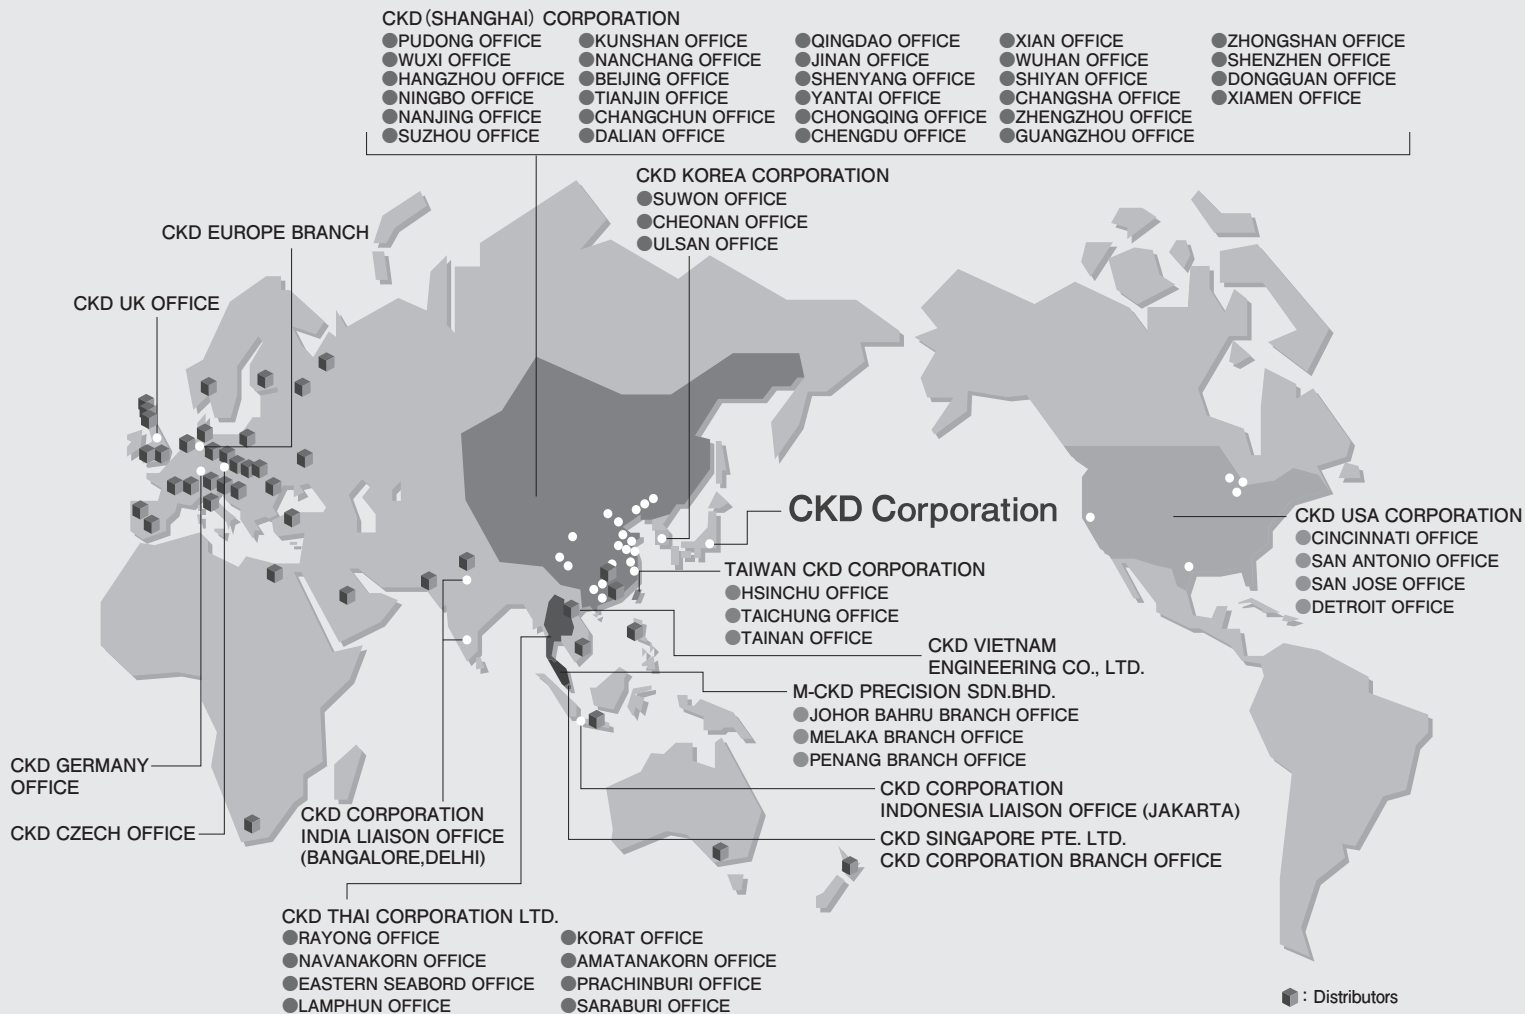 CKD(SHANGHAI) CORPORATION
●PUDONG OFFICE
●WUXI OFFICE
●HANGZHOU OFFICE
●NINGBO OFFICE
●NANJING OFFICE
●SUZHOU OFFICE
●KUNSHAN OFFICE
●NANCHANG OFFICE
●BEIJING OFFICE
●TIANJIN OFFICE
●CHANGCHUN OFFICE
●DALIAN OFFICE
●QINGDAO OFFICE
●JINAN OFFICE
●SHENYANG OFFICE
●YANTAI OFFICE
●CHONGQING OFFICE
●CHENGDU OFFICE
●XIAN OFFICE
●WUHAN OFFICE
●SHIYAN OFFICE
●CHANGSHA OFFICE
●ZHENGZHOU OFFICE
●GUANGZHOU OFFICE
●ZHONGSHAN OFFICE
●SHENZHEN OFFICE
●DONGGUAN OFFICE
●XIAMEN OFFICE
CKD KOREA CORPORATION
●SUWON OFFICE
●CHEONAN OFFICE
●ULSAN OFFICE
CKD EUROPE BRANCH
CKD UK OFFICE
CKD Corporation
CKD USA CORPORATION
●CINCINNATI OFFICE
●SAN ANTONIO OFFICE
●SAN JOSE OFFICE
●DETROIT OFFICE
TAIWAN CKD CORPORATION
●HSINCHU OFFICE
●TAICHUNG OFFICE
●TAINAN OFFICE
CKD VIETNAM
ENGINEERING CO., LTD.
M-CKD PRECISION SDN.BHD.
●JOHOR BAHRU BRANCH OFFICE
●MELAKA BRANCH OFFICE
●PENANG BRANCH OFFICE
CKD GERMANY
OFFICE
CKD CZECH OFFICE
CKD CORPORATION
INDIA LIAISON OFFICE
(BANGALORE,DELHI)
CKD CORPORATION
INDONESIA LIAISON OFFICE (JAKARTA)
CKD SINGAPORE PTE. LTD.
CKD CORPORATION BRANCH OFFICE
CKD THAI CORPORATION LTD.
●RAYONG OFFICE
●NAVANAKORN OFFICE
●EASTERN SEABORD OFFICE
●LAMPHUN OFFICE
●KORAT OFFICE
●AMATANAKORN OFFICE
●PRACHINBURI OFFICE
●SARABURI OFFICE
: Distributors